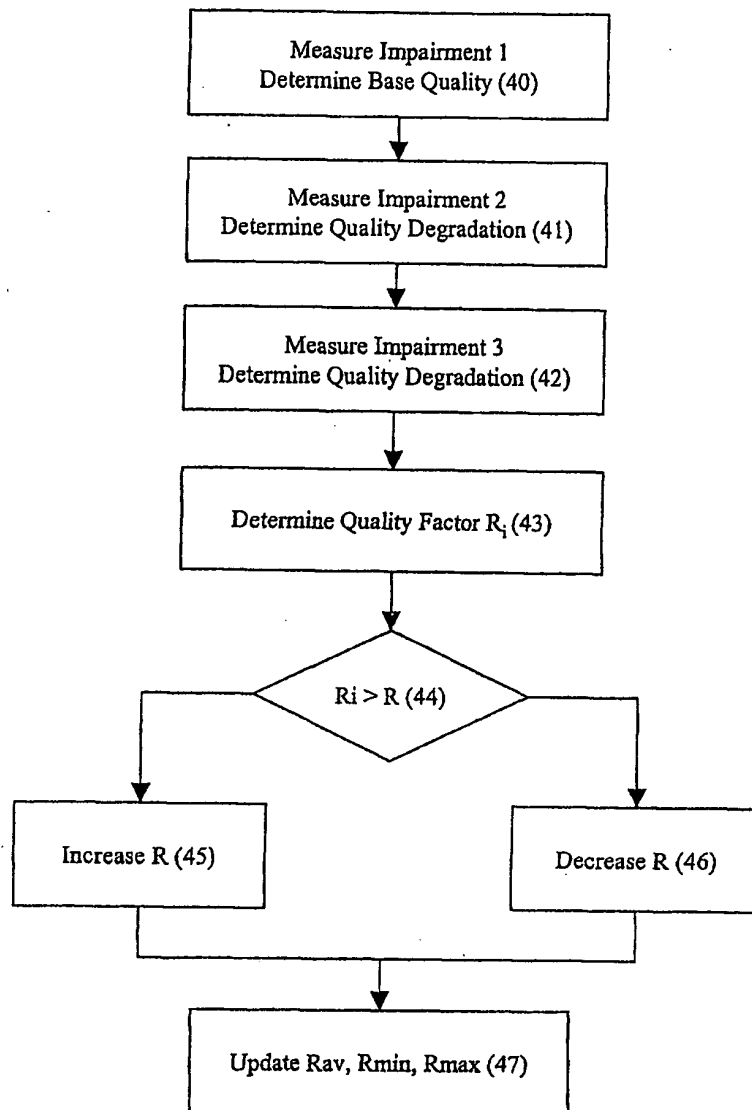 Measure Impairment 1
Determine Base Quality (40)
Measure Impairment 2
Determine Quality Degradation (41)
Measure Impairment 3
Determine Quality Degradation (42)
Determine Quality Factor Ri (43)
Ri > R (44)
Increase R (45)
Decrease R (46)
Update Rav, Rmin, Rmax (47)